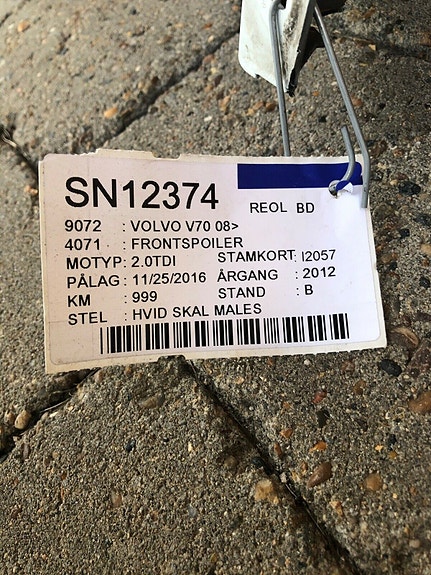 SN12374 REOL BD
9072 : VOLVO V70 08>
4071 : FRONTSPOILER
MOTYP: 2.0TDI STAMKORT: I2057
PÅLAG: 11/25/2016 ÅRGANG : 2012
KM : 999 STAND : B
STEL : HVID SKAL MALES